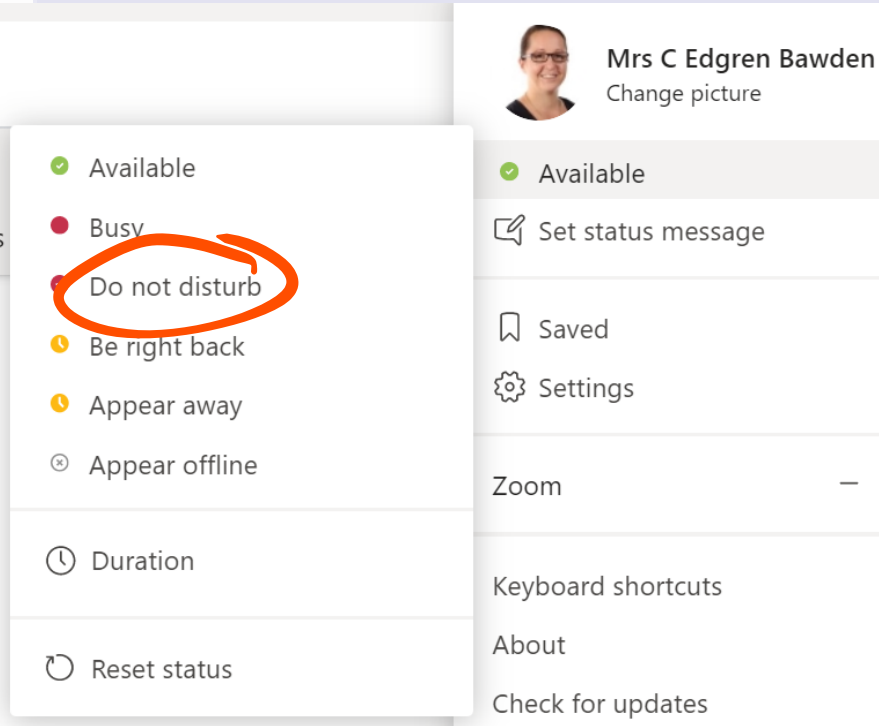 Mrs C Edgren Bawden
Change picture
Available
Set status message
Saved
Settings
Zoom
Keyboard shortcuts
About
Check for updates
Available
Busy
Do not disturb
Be right back
Appear away
Appear offline
Duration
Reset status